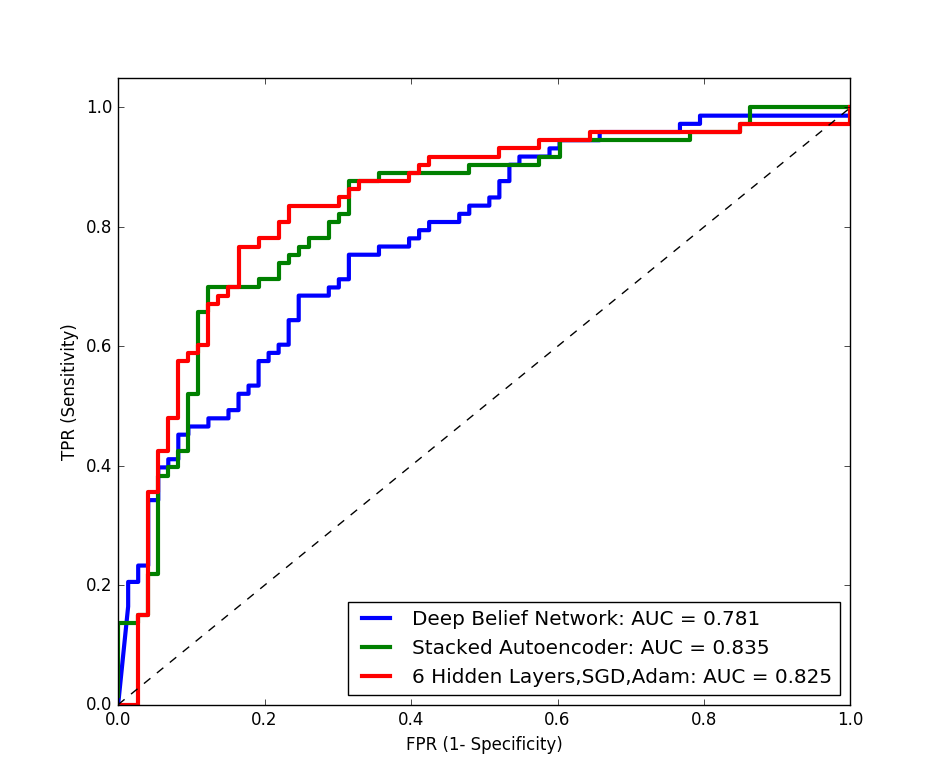 1.0
0.8
0.6
0.4
0.2
0.0
TPR (Sensitivity)
Deep Belief Network: AUC = 0.781
Stacked Autoencoder: AUC = 0.835
6 Hidden Layers,SGD,Adam: AUC = 0.825
0.0 0.2 0.4 0.6 0.8 1.0
FPR (1- Specificity)